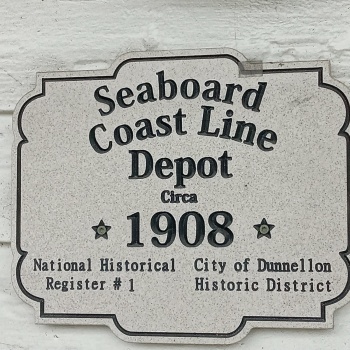 Seaboard
Coast Line
Depot
Circa
1908
National Historical
Register # 1
City of Dunnellon
Historic District